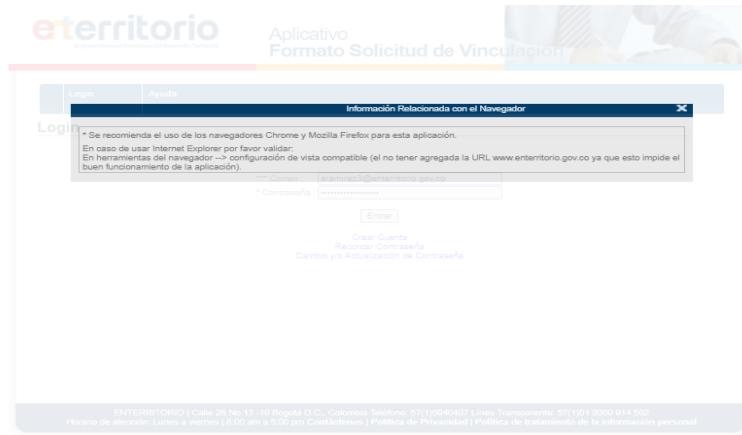 eterritorio
Aplicativo
Formato Solicitud de Vinculación
Login Ayuda
Información Relacionada con el Navegador X
Login
* Se recomienda el uso de los navegadores Chrome y Mozilla Firefox para esta aplicación.
En caso de usar Internet Explorer por favor validar:
En herramientas del navegador --> configuración de vista compatible (el no tener agregada la URL www.enterritorio.gov.co ya que esto impide el
buen funcionamiento de la aplicación).
Correo aramirez3@enterritorio.gov.co
* Contraseña
Entrar
Crear Cuenta
Recordar Contraseña
Cambio y/o Actualización de Contraseña
ENTERRITORIO | Calle 26 No 13 -19 Bogotá D.C., Colombia Teléfono: 57(1)5940407 Línea Transparente: 57(1)01 8000 914 502
Horario de atención: Lunes a viernes | 8:00 am a 5:00 pm Contáctenos | Política de Privacidad | Política de tratamiento de la información personal